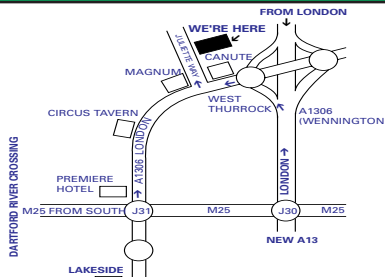 FROM LONDON
WE'RE HERE
JULIETTE WAY
CANUTE
MAGNUM
WEST
THURROCK
A1306
(WENNINGTON
CIRCUS TAVERN
A1306 LONDON
LONDON
DARTFORD RIVER CROSSING
PREMIERE
HOTEL
M25 FROM SOUTH
J31
M25
J30
M25
NEW A13
LAKESIDE